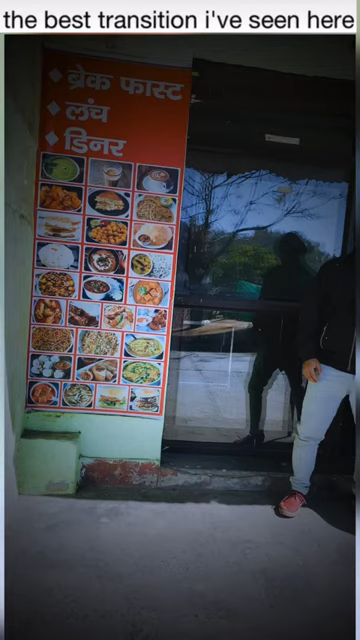 the best transition i've seen here
ब्रेक फास्ट
लंच
डिनर